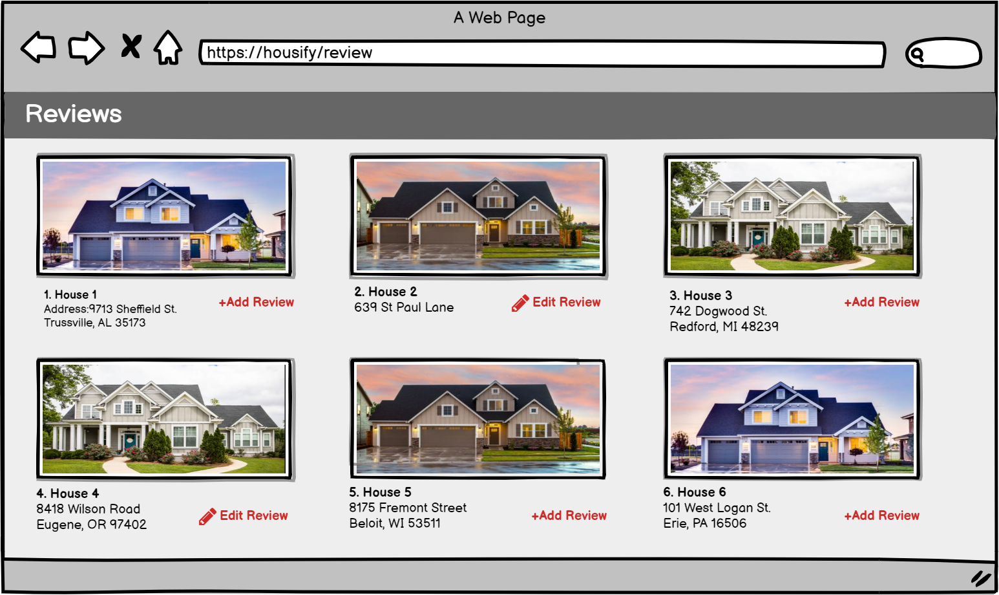 A Web Page
https://housify/review
Reviews
1. House 1
Address:9713 Sheffield St.
Trussville, AL 35173
+Add Review
2. House 2
639 St Paul Lane
Edit Review
3. House 3
742 Dogwood St.
Redford, MI 48239
+Add Review
4. House 4
8418 Wilson Road
Eugene, OR 97402
Edit Review
5. House 5
8175 Fremont Street
Beloit, WI 53511
+Add Review
6. House 6
101 West Logan St.
Erie, PA 16506
+Add Review